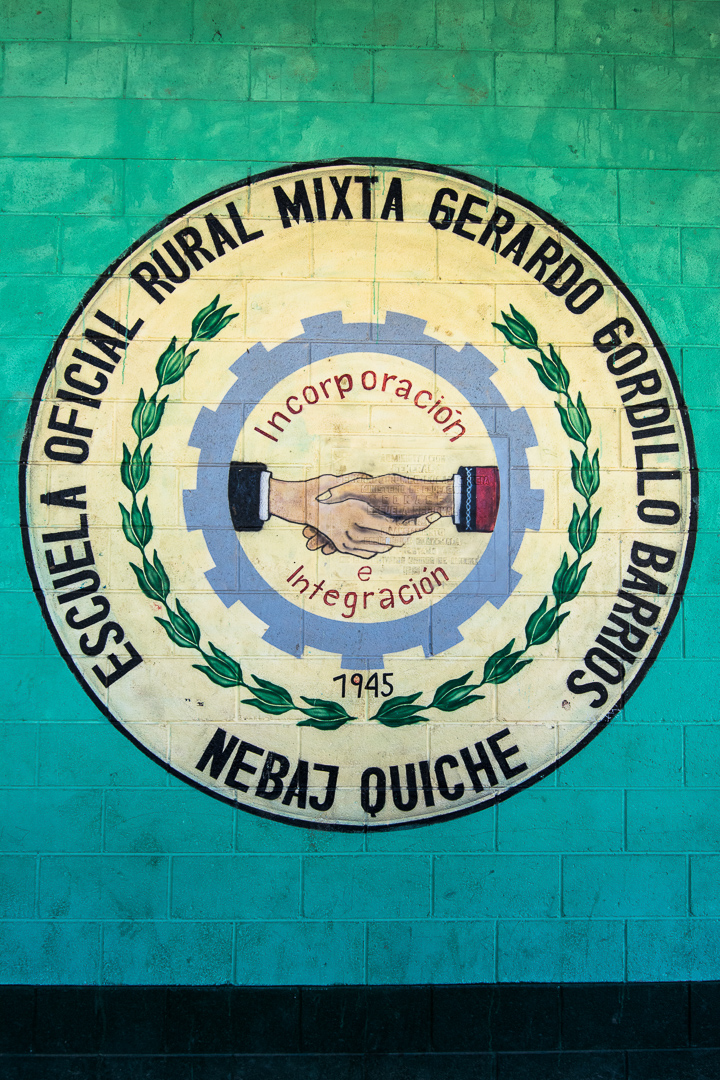 ESCUELA OFICIAL RURAL MIXTA GERARDO GORDILLO BARRIOS
Incorporación
e
Integración
1945
NEBAJ QUICHE